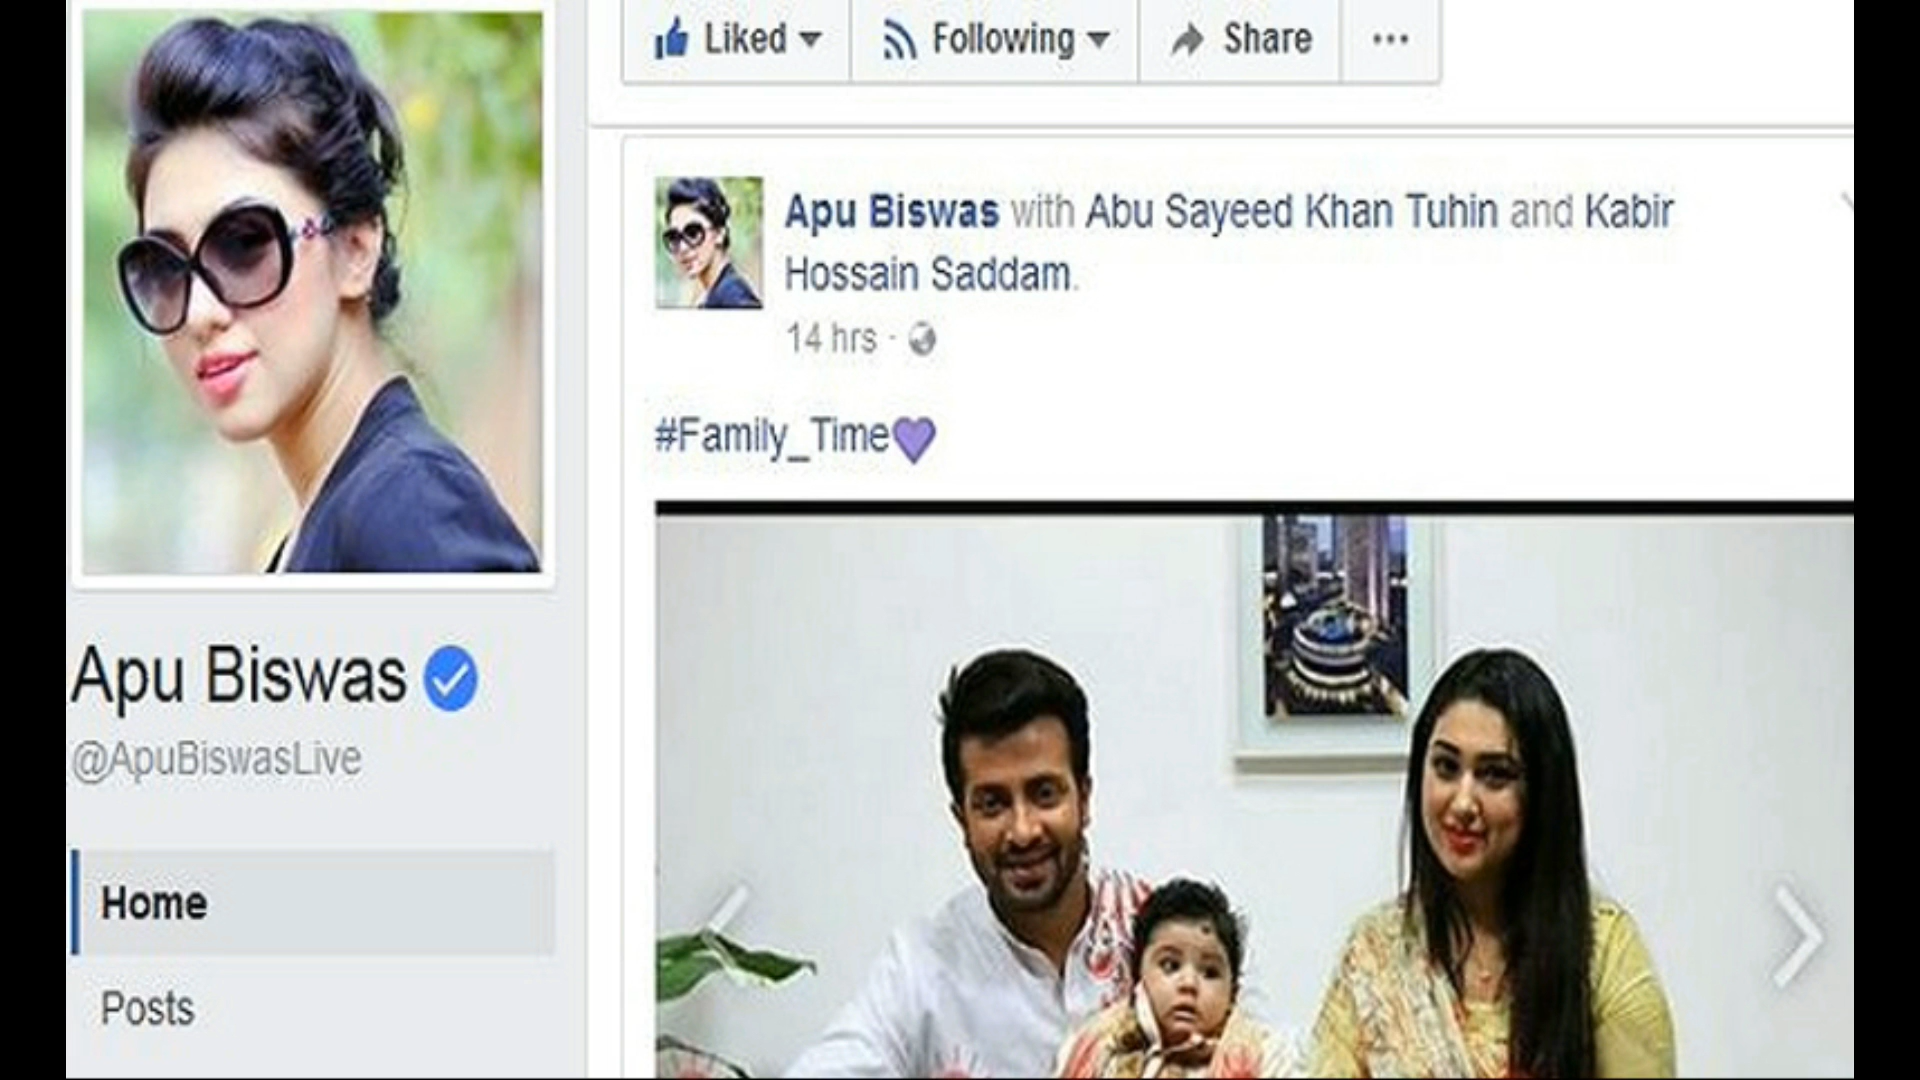 Liked
Following
Share
Apu Biswas with Abu Sayeed Khan Tuhin and Kabir
Hossain Saddam.
14 hrs ·
#Family_Time💜
Apu Biswas
@ApuBiswasLive
Home
Posts